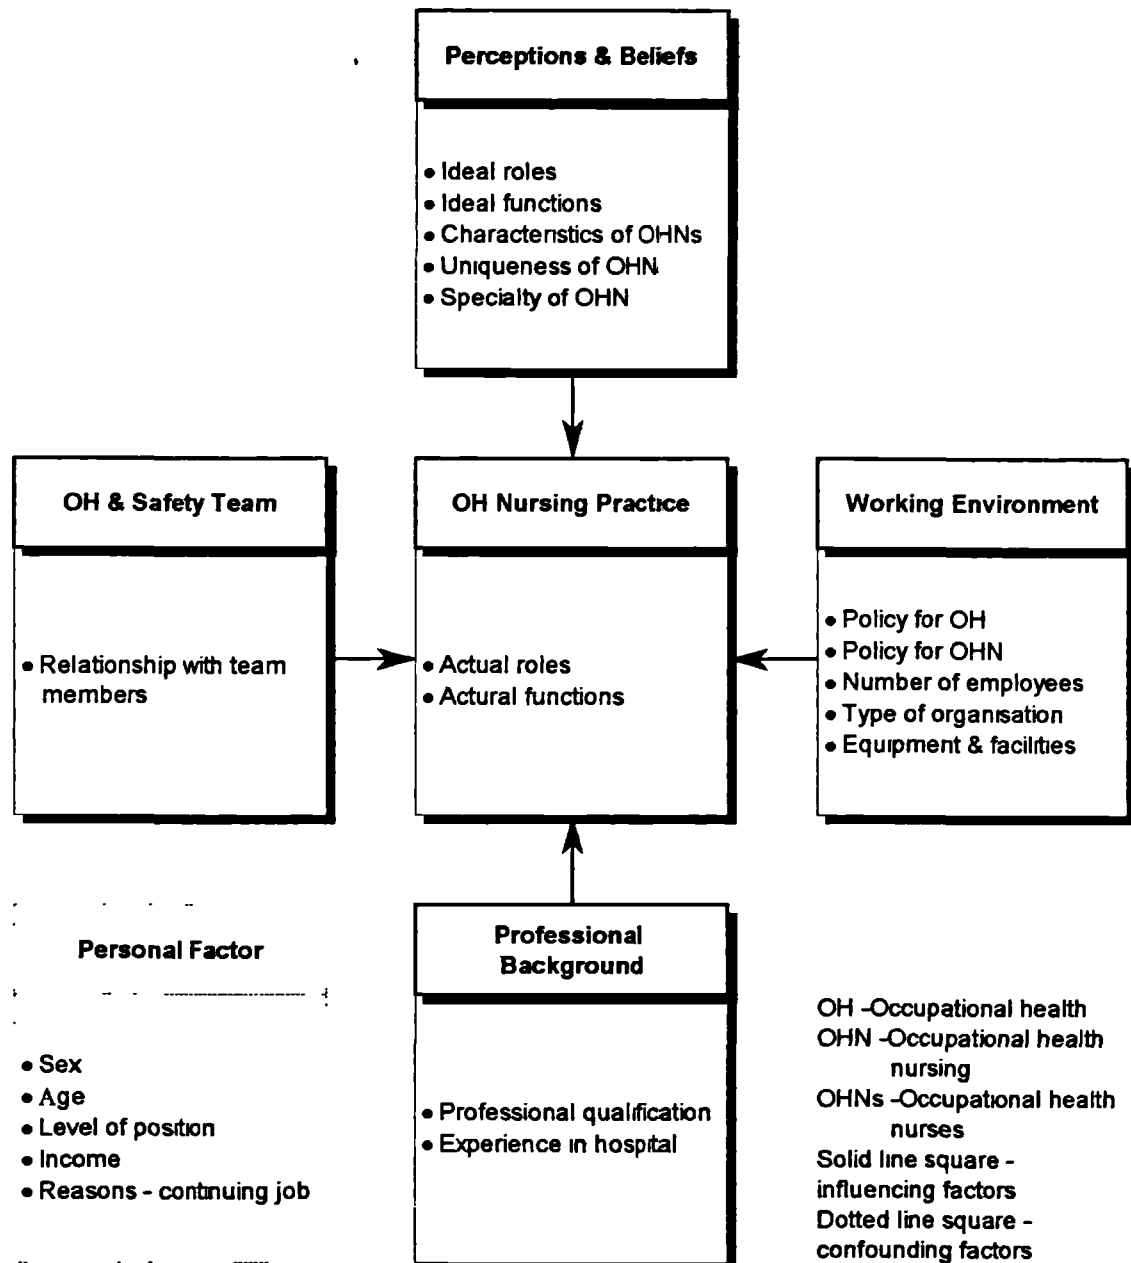 Perceptions & Beliefs
• Ideal roles
• Ideal functions
• Characteristics of OHNs
• Uniqueness of OHN
• Specialty of OHN
OH & Safety Team
• Relationship with team
members
OH Nursing Practice
• Actual roles
• Actural functions
Working Environment
• Policy for OH
• Policy for OHN
• Number of employees
• Type of organisation
• Equipment & facilities
Personal Factor
• Sex
• Age
• Level of position
• Income
• Reasons - continuing job
Professional
Background
• Professional qualification
• Experience in hospital
OH -Occupational health
OHN -Occupational health
nursing
OHNs -Occupational health
nurses
Solid line square -
influencing factors
Dotted line square -
confounding factors